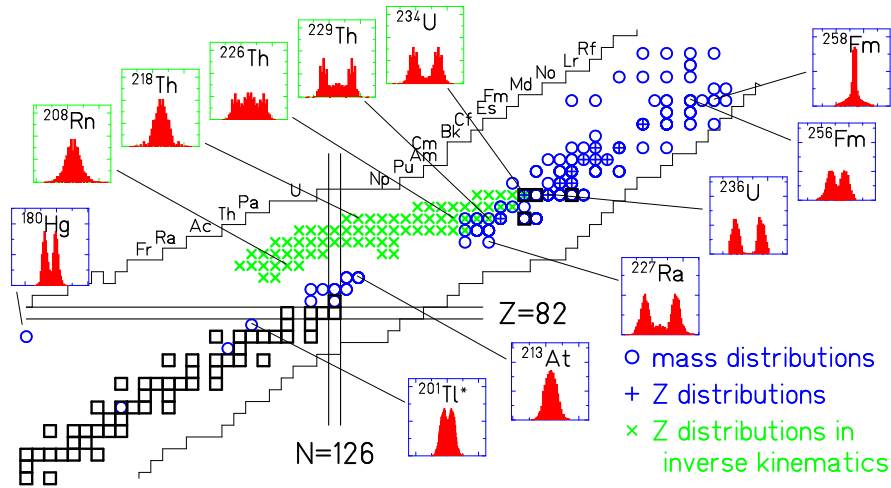 234U
229Th
226Th
218Th
208Rn
180Hg
258Fm
256Fm
236U
227Ra
213At
201Tl*
Rf
Lr
No
Md
Fm
Es
Cf
Bk
Cm
Am
Pu
Np
U
Pa
Th
Ac
Ra
Fr
Z=82
N=126
mass distributions
Z distributions
Z distributions in
inverse kinematics